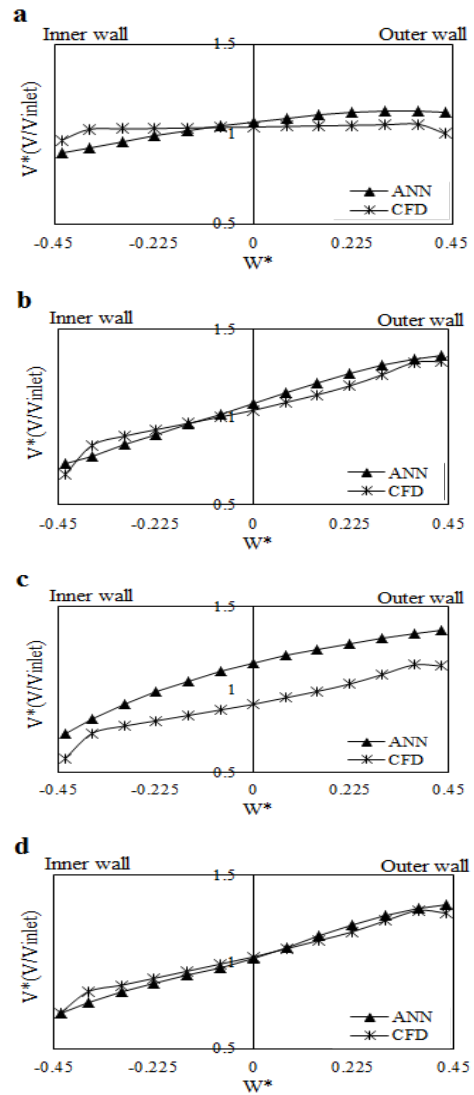 a
Inner wall
Outer wall
V*(V/Vinlet)
1.5
1
0.5
ANN
CFD
-0.45
-0.225
0
0.225
0.45
W*
b
Inner wall
Outer wall
V*(V/Vinlet)
1.5
1
0.5
ANN
CFD
-0.45
-0.225
0
0.225
0.45
W*
c
Inner wall
Outer wall
V*(V/Vinlet)
1.5
1
0.5
ANN
CFD
-0.45
-0.225
0
0.225
0.45
W*
d
Inner wall
Outer wall
V*(V/Vinlet)
1.5
1
0.5
ANN
CFD
-0.45
-0.225
0
0.225
0.45
W*